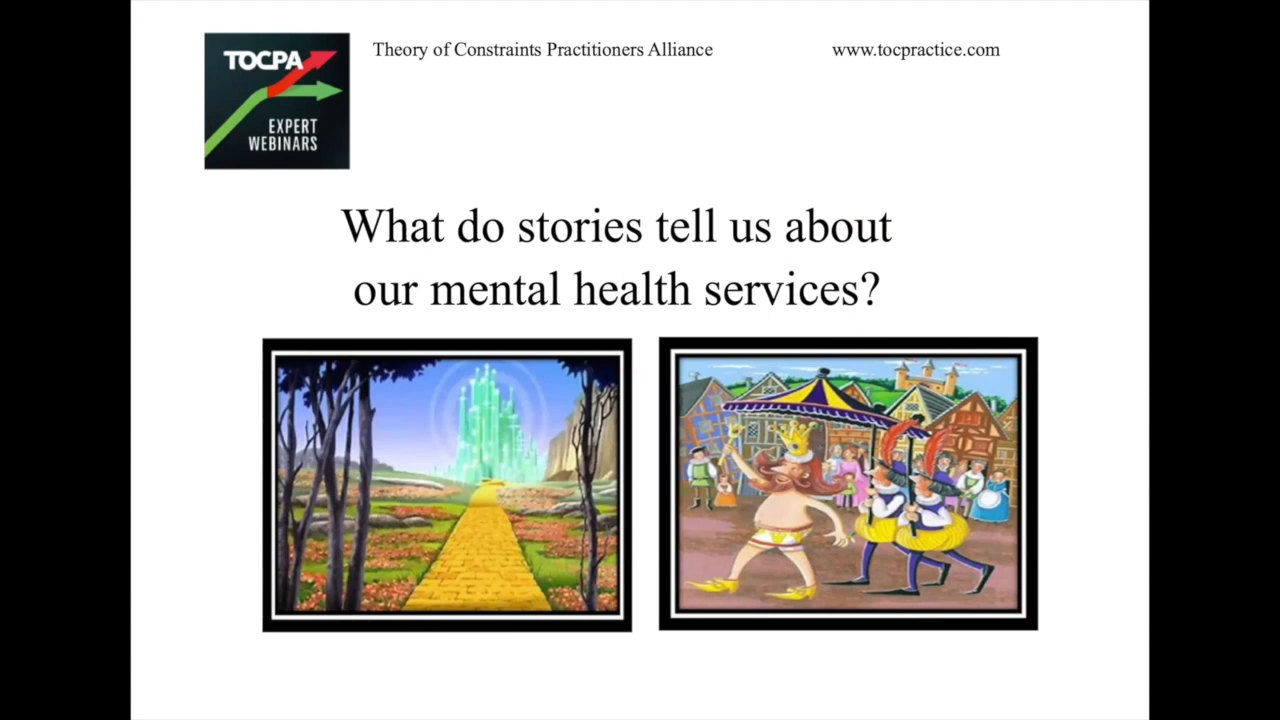 TOCPA
EXPERT
WEBINARS
Theory of Constraints Practitioners Alliance
www.tocpractice.com
What do stories tell us about
our mental health services?